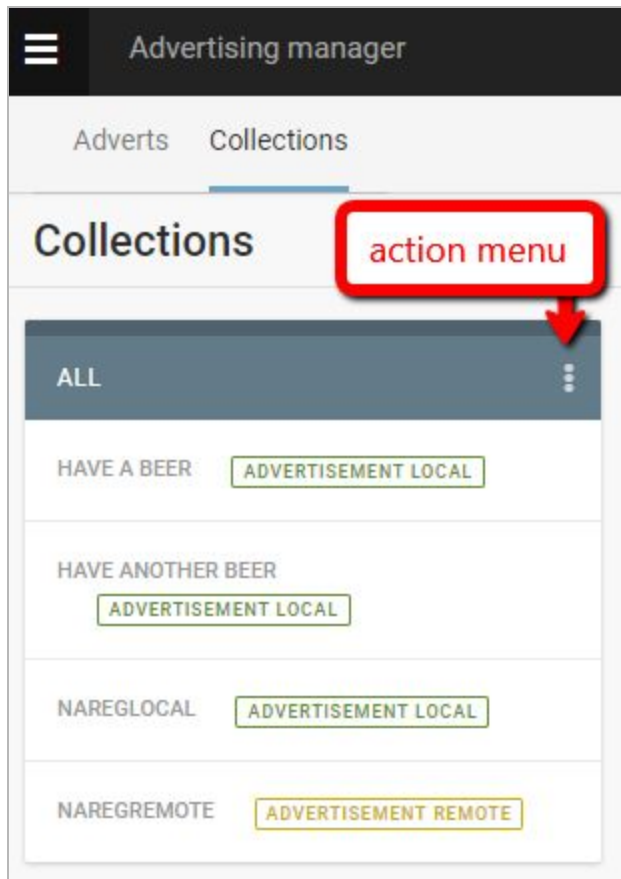 Advertising manager
Adverts Collections
Collections
action menu
ALL
HAVE A BEER ADVERTISEMENT LOCAL
HAVE ANOTHER BEER
ADVERTISEMENT LOCAL
NAREGLOCAL ADVERTISEMENT LOCAL
NAREGREMOTE ADVERTISEMENT REMOTE